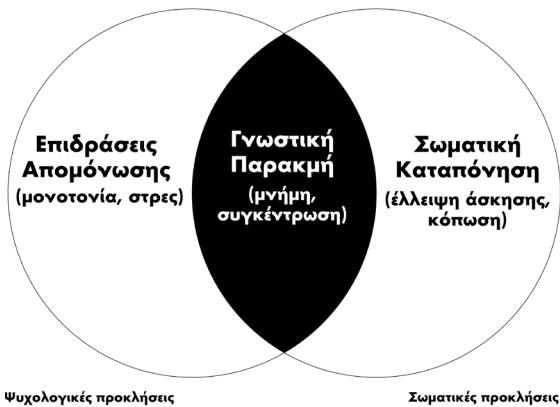 Επιδράσεις
Απομόνωσης
(μονοτονία, στρες)
Γνωστική
Παρακμή
(μνήμη,
συγκέντρωση)
Σωματική
Καταπόνηση
(έλλειψη άσκησης,
κόπωση)
Ψυχολογικές προκλήσεις
Σωματικές προκλήσεις